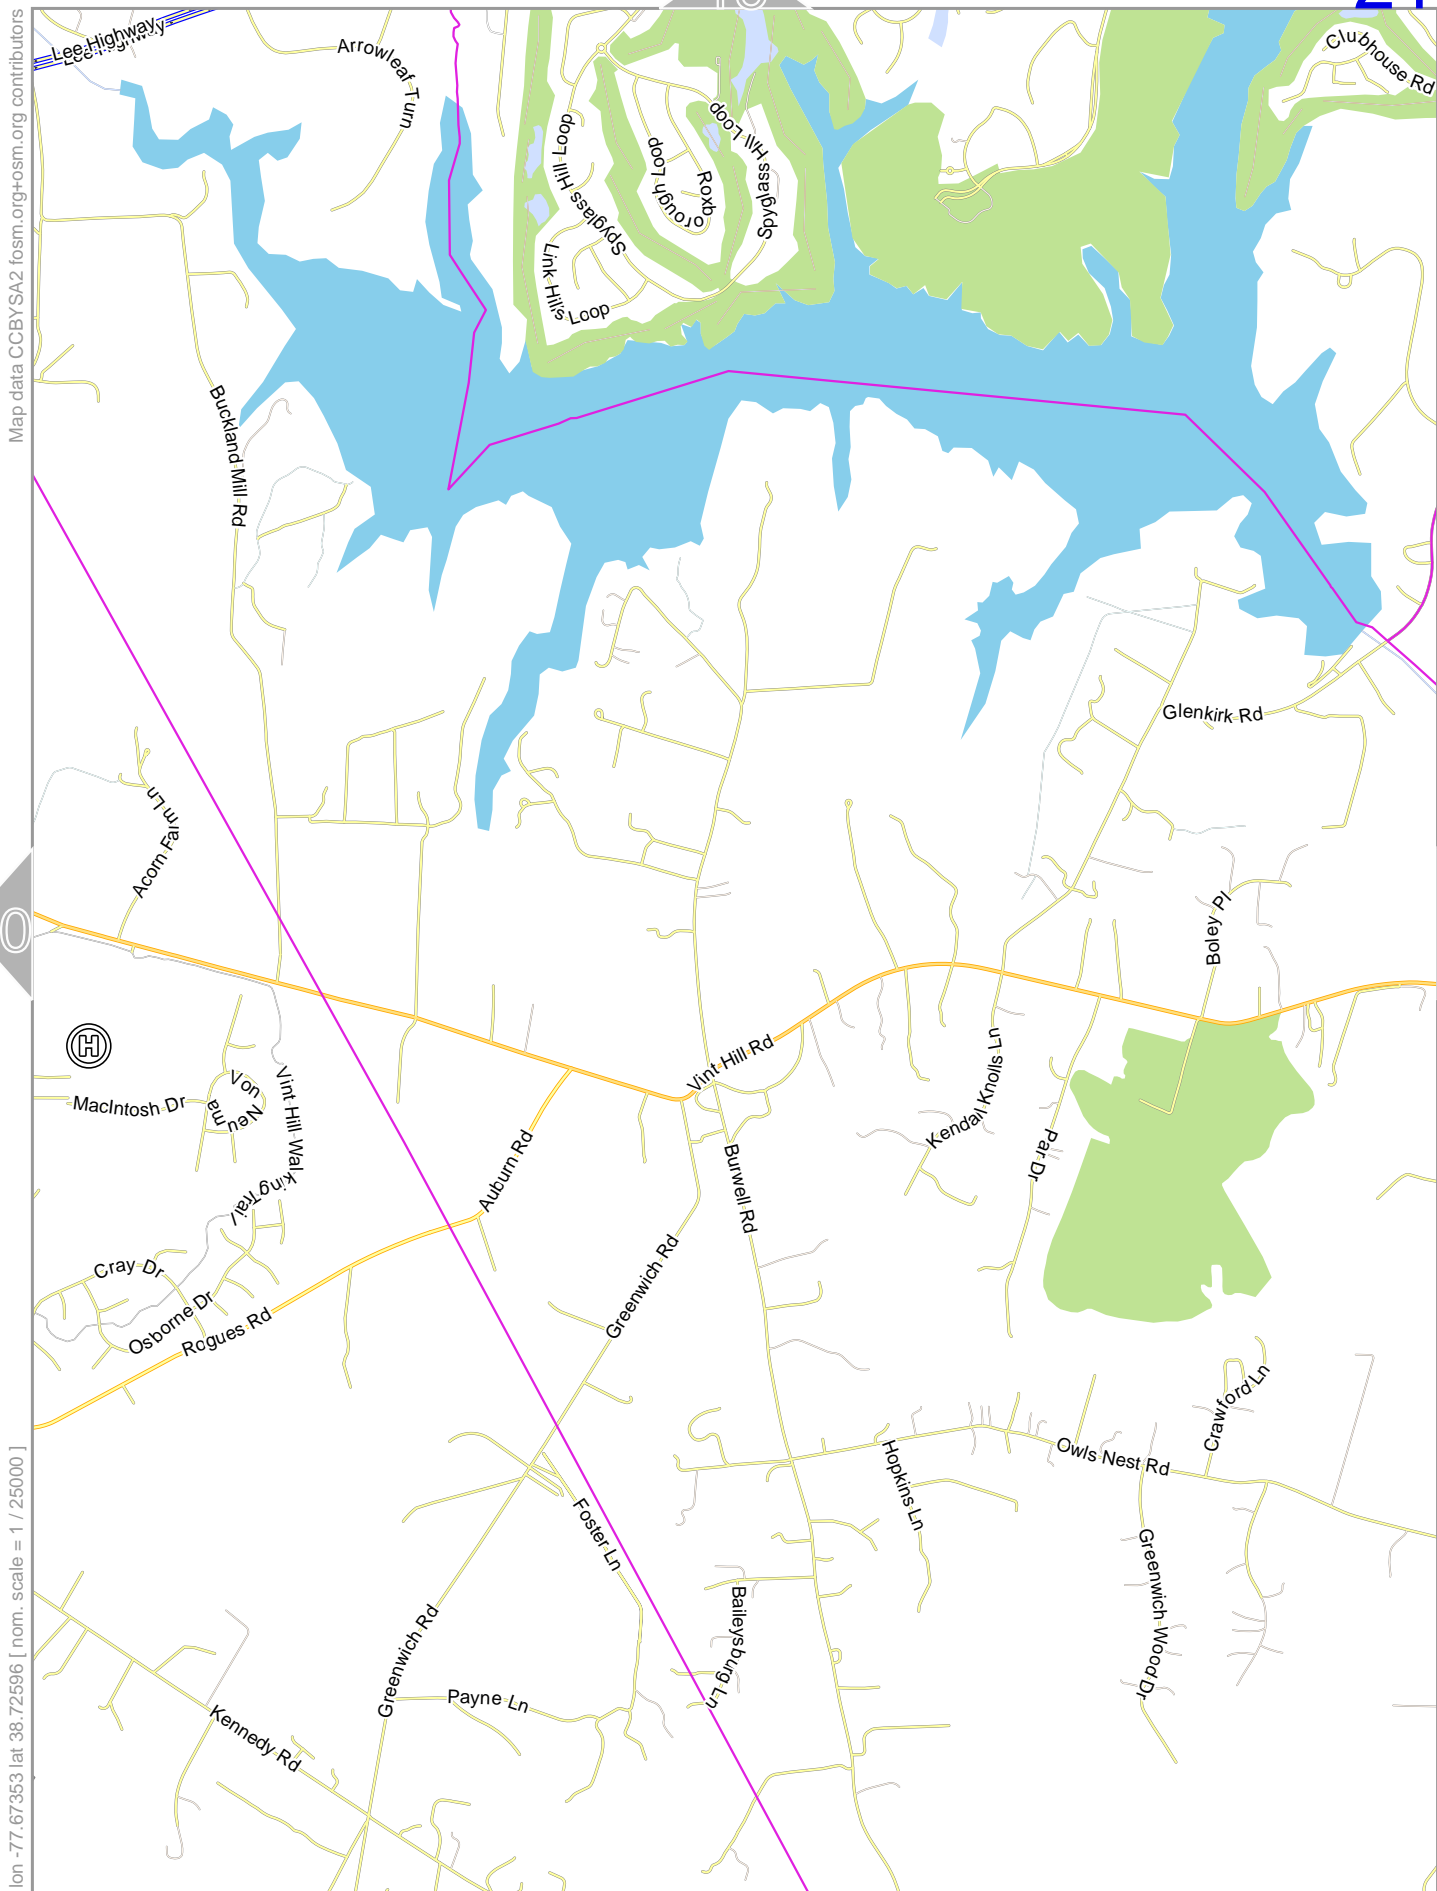 Lee Highway
Lee Highway
Arrowleaf Turn
Clubhouse Rd
Spyglass Hill Loop
Roxborough Loop
Spyglass Hill Loop
Link Hills Loop
Map data CCBYSA2 fosm.org+osm.org contributors
Buckland Mill Rd
Glenkirk Rd
Acorn Farm Ln
Boley Pl
0
H
Vint Hill Rd
MacIntosh Dr
Von Neuma
Vint Hill Walking Trail
Kendall Knolls Ln
Par Dr
Auburn Rd
Burwell Rd
Greenwich Rd
Cray Dr
Osborne Dr
Rogues Rd
Crawford Ln
Owls Nest Rd
Hopkins Ln
Foster Ln
Greenwich Wood Dr
Baileysburg Ln
Greenwich Rd
Payne Ln
Kennedy Rd
lon -77.67353 lat 38.72596 [ nom. scale = 1 / 25000 ]